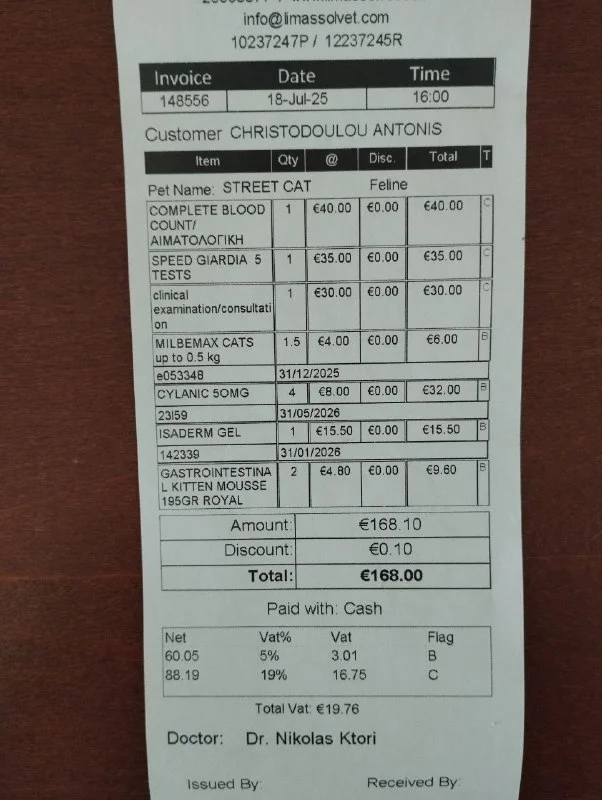 info@limassolvet.com
10237247P / 12237245R
Invoice Date Time
148556 18-Jul-25 16:00
Customer CHRISTODOULOU ANTONIS
Item Qty @ Disc. Total T
Pet Name: STREET CAT Feline
COMPLETE BLOOD 1 €40.00 €0.00 €40.00 C
COUNT/
ΑΙΜΑΤΟΛΟΓΙΚΗ
SPEED GIARDIA 5 1 €35.00 €0.00 €35.00 C
TESTS
clinical 1 €30.00 €0.00 €30.00 C
examination/consultati
on
MILBEMAX CATS 1.5 €4.00 €0.00 €6.00 B
up to 0.5 kg
e05334B 31/12/2025
CYLANIC 50MG 4 €8.00 €0.00 €32.00 B
23I59 31/05/2026
ISADERM GEL 1 €15.50 €0.00 €15.50 B
142339 31/01/2026
GASTROINTESTINA 2 €4.80 €0.00 €9.60 B
L KITTEN MOUSSE
195GR ROYAL
Amount: €168.10
Discount: €0.10
Total: €168.00
Paid with: Cash
Net Vat% Vat Flag
60.05 5% 3.01 B
88.19 19% 16.75 C
Total Vat: €19.76
Doctor: Dr. Nikolas Ktori
Issued By: Received By: